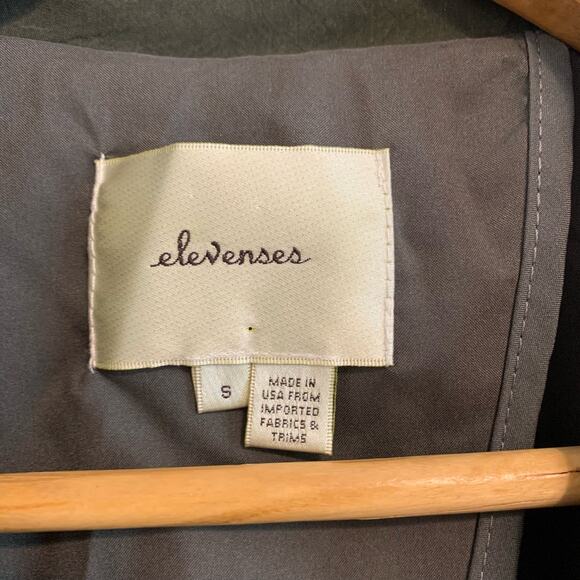 elevenses
S
MADE IN
USA FROM
IMPORTED
FABRICS &
TRIMS